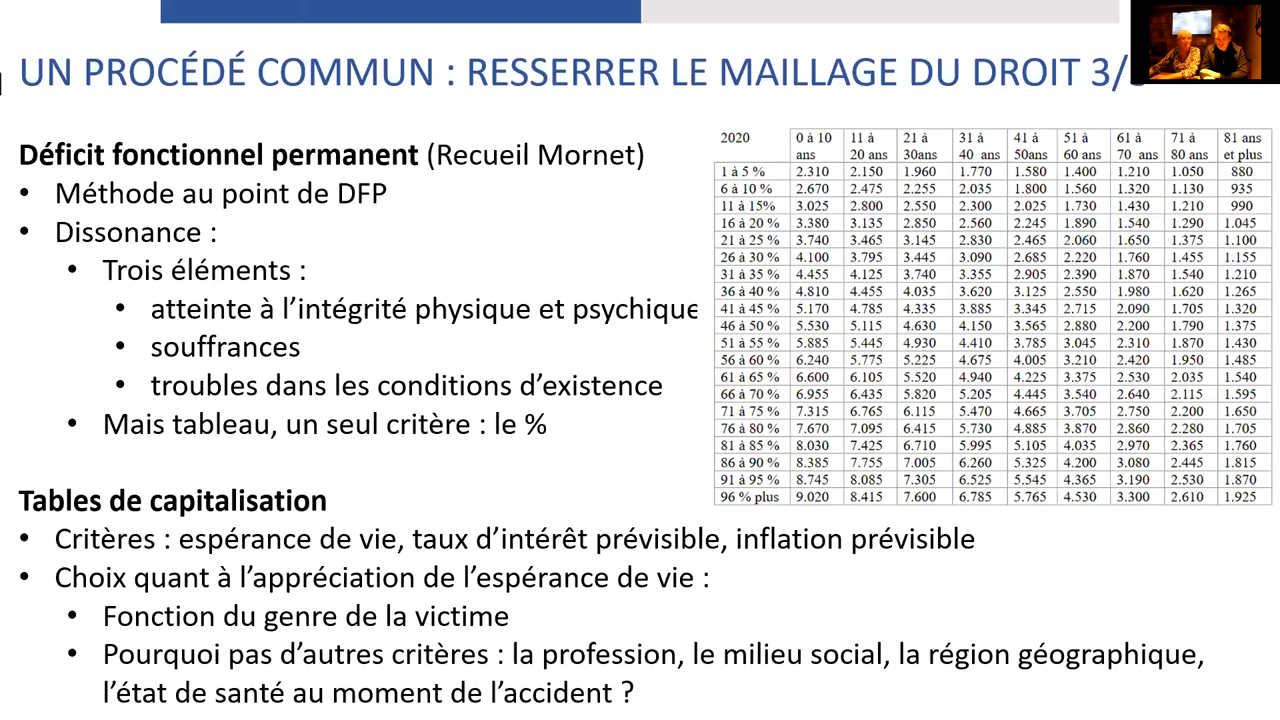 UN PROCÉDÉ COMMUN : RESSERRER LE MAILLAGE DU DROIT 3/
Déficit fonctionnel permanent (Recueil Mornet)
• Méthode au point de DFP
• Dissonance :
• Trois éléments :
• atteinte à l’intégrité physique et psychique
• souffrances
• troubles dans les conditions d’existence
• Mais tableau, un seul critère : le %
Tables de capitalisation
• Critères : espérance de vie, taux d’intérêt prévisible, inflation prévisible
• Choix quant à l’appréciation de l’espérance de vie :
• Fonction du genre de la victime
• Pourquoi pas d’autres critères : la profession, le milieu social, la région géographique,
l’état de santé au moment de l’accident ?
2020 0 à 10 11 à 21 à 31 à 41 à 51 à 61 à 71 à 81 ans
ans 20 ans 30ans 40 ans 50ans 60 ans 70 ans 80 ans et plus
1 à 5 % 2.310 2.150 1.960 1.770 1.580 1.400 1.210 1.050 880
6 à 10 % 2.670 2.475 2.255 2.035 1.800 1.560 1.320 1.130 935
11 à 15% 3.025 2.800 2.550 2.300 2.025 1.730 1.430 1.210 990
16 à 20 % 3.380 3.135 2.850 2.560 2.245 1.890 1.540 1.290 1.045
21 à 25 % 3.740 3.465 3.145 2.830 2.465 2.060 1.650 1.375 1.100
26 à 30 % 4.100 3.795 3.445 3.090 2.685 2.220 1.760 1.455 1.155
31 à 35 % 4.455 4.125 3.740 3.355 2.905 2.390 1.870 1.540 1.210
36 à 40 % 4.810 4.455 4.035 3.620 3.125 2.550 1.980 1.620 1.265
41 à 45 % 5.170 4.785 4.335 3.885 3.345 2.715 2.090 1.705 1.320
46 à 50 % 5.530 5.115 4.630 4.150 3.565 2.880 2.200 1.790 1.375
51 à 55 % 5.885 5.445 4.930 4.410 3.785 3.045 2.310 1.870 1.430
56 à 60 % 6.240 5.775 5.225 4.675 4.005 3.210 2.420 1.950 1.485
61 à 65 % 6.600 6.105 5.520 4.940 4.225 3.375 2.530 2.035 1.540
66 à 70 % 6.955 6.435 5.820 5.205 4.445 3.540 2.640 2.115 1.595
71 à 75 % 7.315 6.765 6.115 5.470 4.665 3.705 2.750 2.200 1.650
76 à 80 % 7.670 7.095 6.415 5.730 4.885 3.870 2.860 2.280 1.705
81 à 85 % 8.030 7.425 6.710 5.995 5.105 4.035 2.970 2.365 1.760
86 à 90 % 8.385 7.755 7.005 6.260 5.325 4.200 3.080 2.445 1.815
91 à 95 % 8.745 8.085 7.305 6.525 5.545 4.365 3.190 2.530 1.870
96 % plus 9.020 8.415 7.600 6.785 5.765 4.530 3.300 2.610 1.925